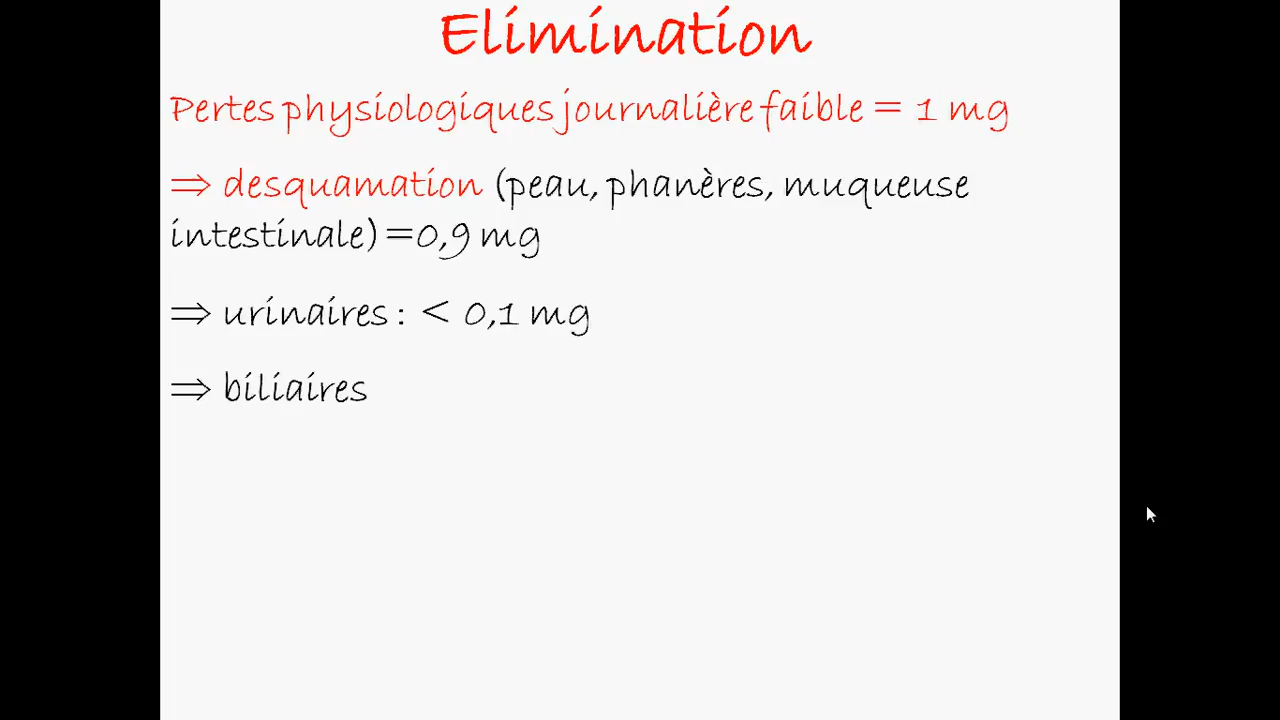 Elimination
Pertes physiologiques journalière faible = 1 mg
⇒ desquamation (peau, phanères, muqueuse
intestinale) =0,9 mg
⇒ urinaires : < 0,1 mg
⇒ biliaires